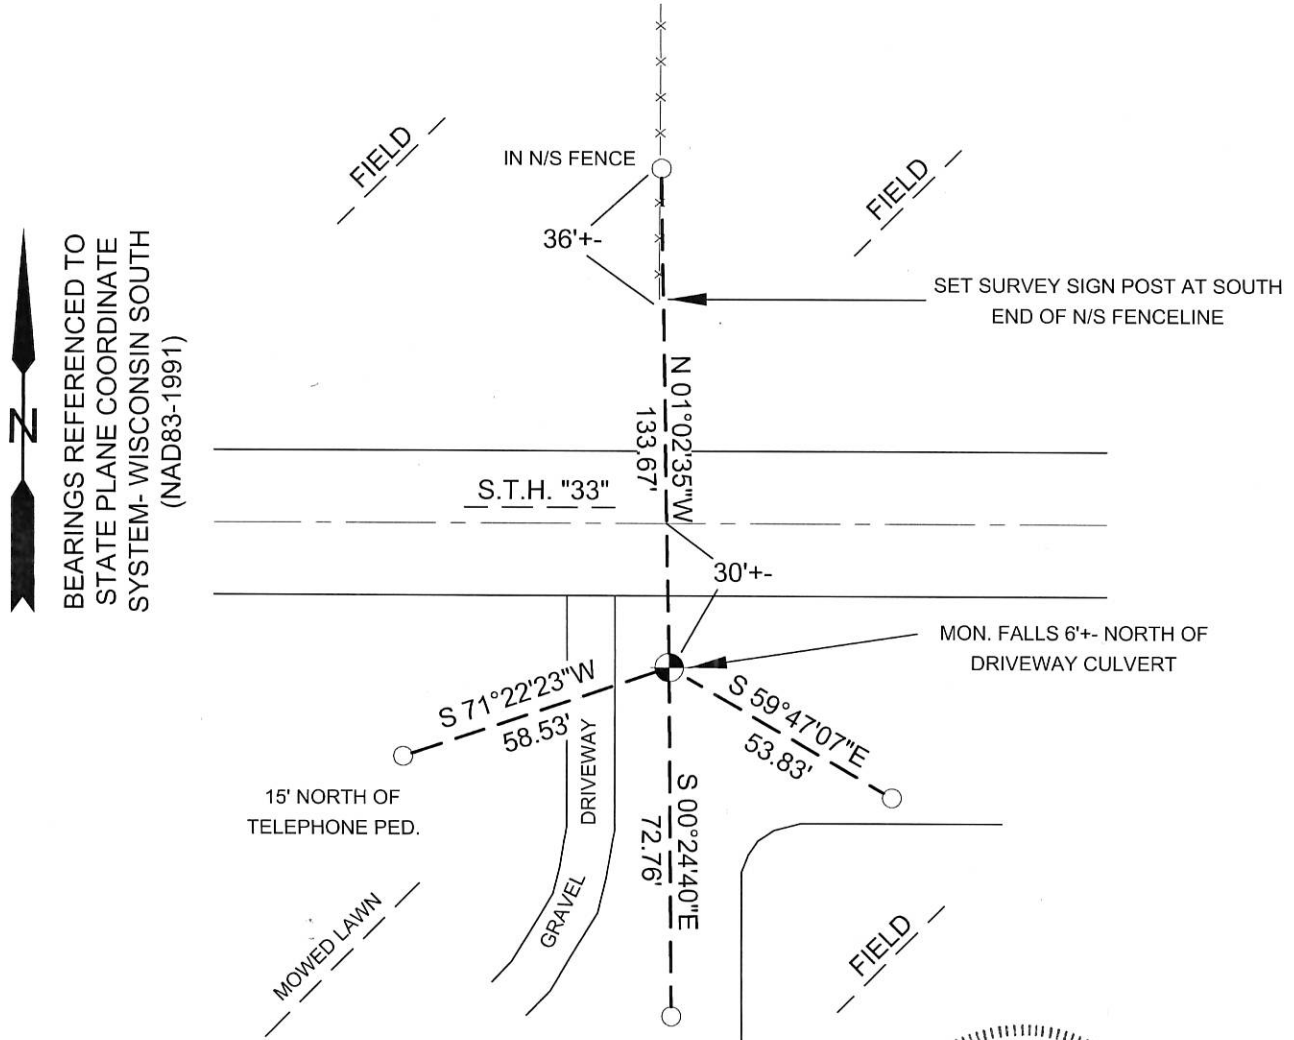 IN N/S FENCE
FIELD
FIELD
36'+-
SET SURVEY SIGN POST AT SOUTH
END OF N/S FENCELINE
BEARINGS REFERENCED TO
STATE PLANE COORDINATE
SYSTEM- WISCONSIN SOUTH
(NAD83-1991)
N
N 01°02'35"W
133.67'
S.T.H. "33"
30'+-
MON. FALLS 6'+- NORTH OF
DRIVEWAY CULVERT
S 71°22'23"W
58.53'
S 59°47'07"E
53.83'
15' NORTH OF
TELEPHONE PED.
DRIVEWAY
GRAVEL
S 00°24'40"E
72.76'
MOWED LAWN
FIELD